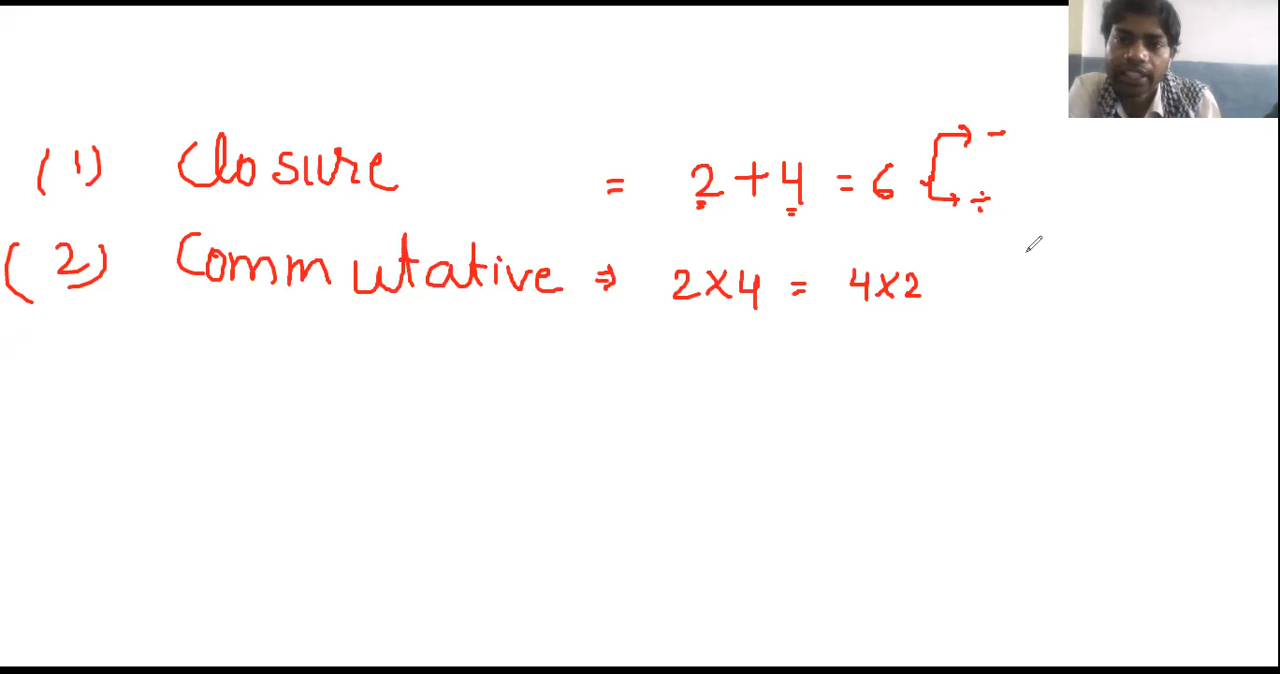 (1) Closure = 2 + 4 = 6 → - → ÷
(2) Commutative ⇒ 2 × 4 = 4 × 2